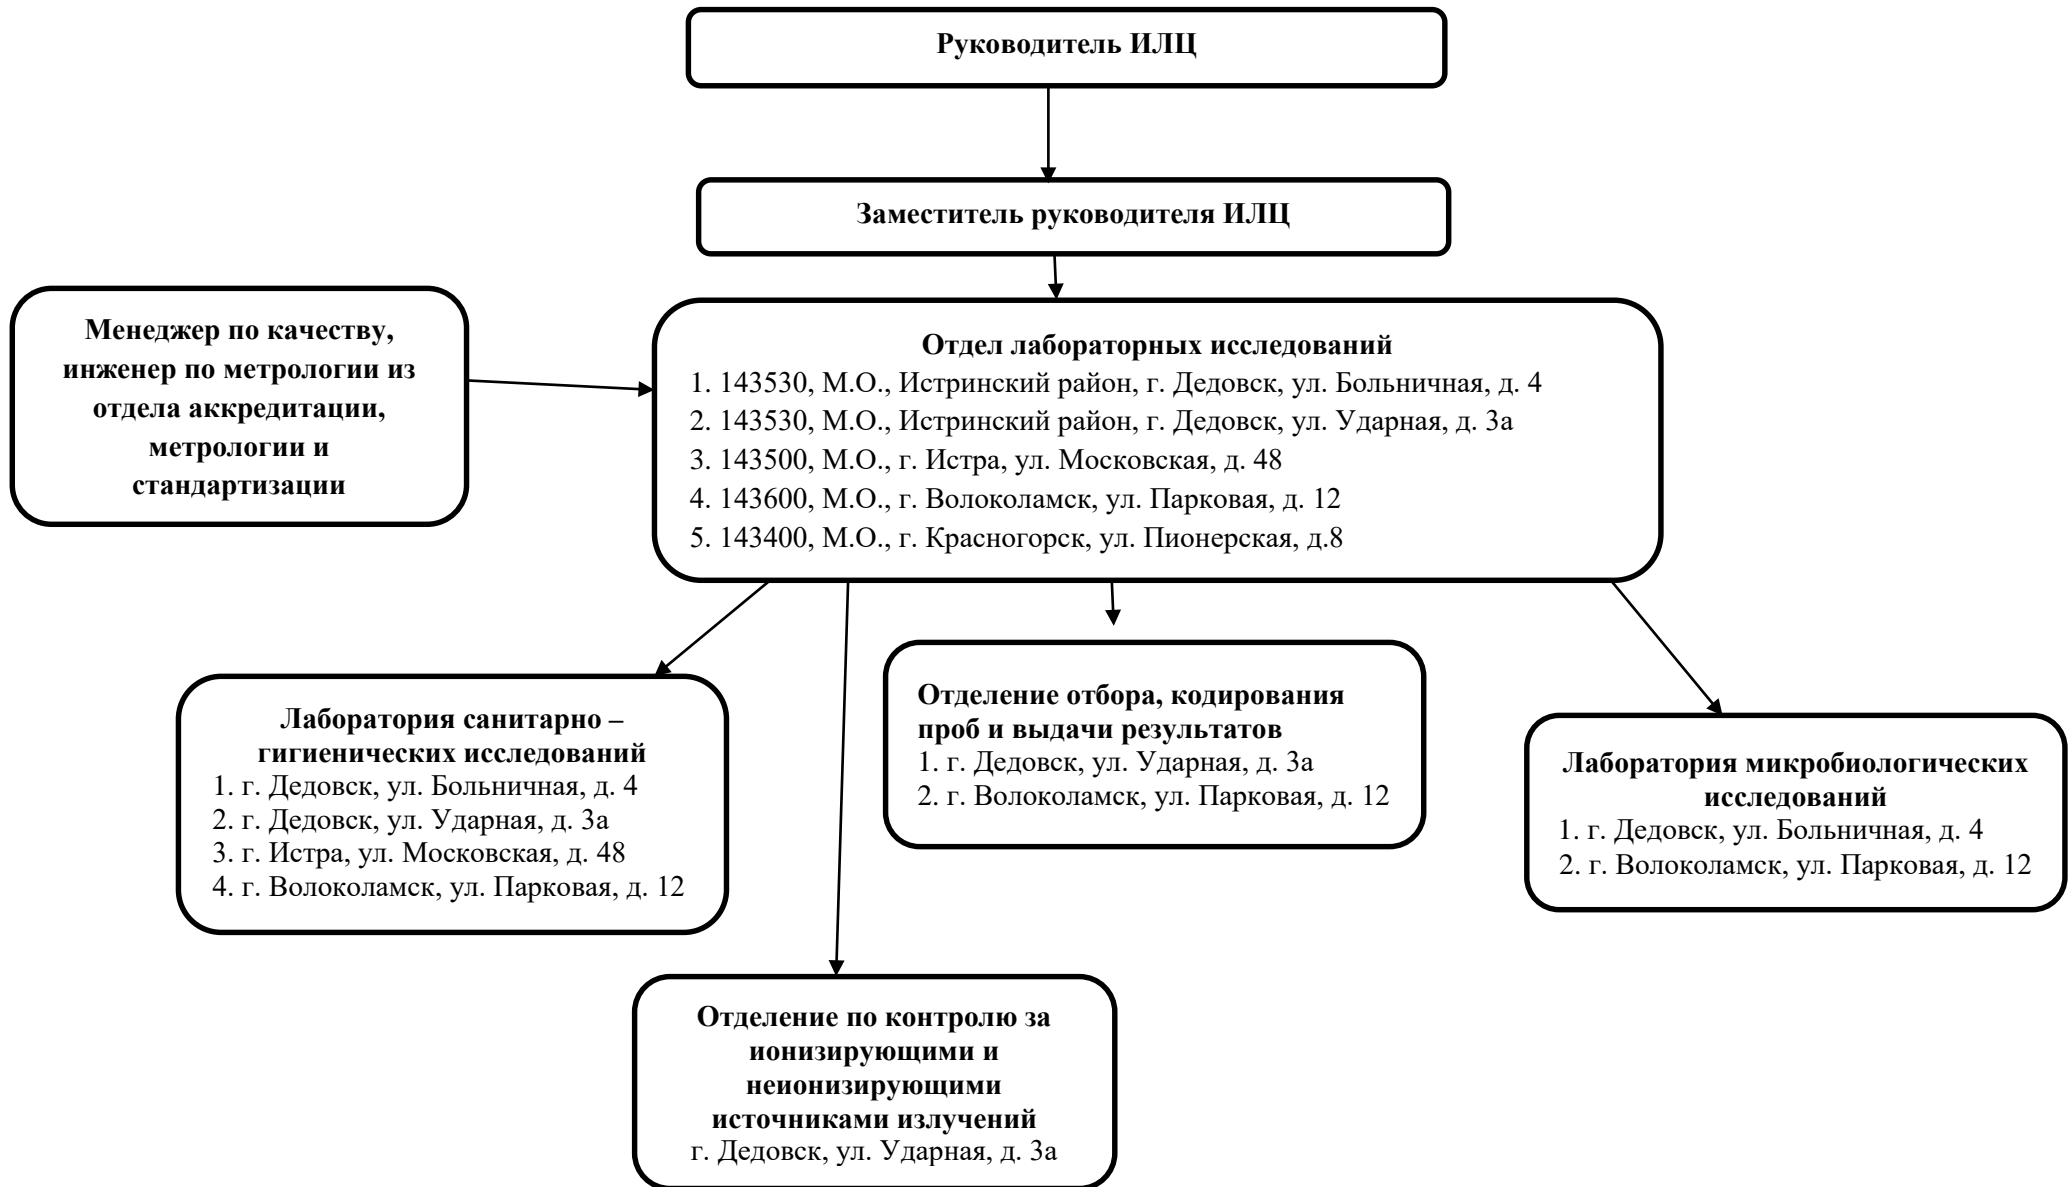 Руководитель ИЛЦ
Заместитель руководителя ИЛЦ
Менеджер по качеству,
инженер по метрологии из
отдела аккредитации,
метрологии и
стандартизации
Отдел лабораторных исследований
1. 143530, М.О., Истринский район, г. Дедовск, ул. Больничная, д. 4
2. 143530, М.О., Истринский район, г. Дедовск, ул. Ударная, д. 3а
3. 143500, М.О., г. Истра, ул. Московская, д. 48
4. 143600, М.О., г. Волоколамск, ул. Парковая, д. 12
5. 143400, М.О., г. Красногорск, ул. Пионерская, д.8
Лаборатория санитарно –
гигиенических исследований
1. г. Дедовск, ул. Больничная, д. 4
2. г. Дедовск, ул. Ударная, д. 3а
3. г. Истра, ул. Московская, д. 48
4. г. Волоколамск, ул. Парковая, д. 12
Отделение отбора, кодирования
проб и выдачи результатов
1. г. Дедовск, ул. Ударная, д. 3а
2. г. Волоколамск, ул. Парковая, д. 12
Лаборатория микробиологических
исследований
1. г. Дедовск, ул. Больничная, д. 4
2. г. Волоколамск, ул. Парковая, д. 12
Отделение по контролю за
ионизирующими и
неионизирующими
источниками излучений
г. Дедовск, ул. Ударная, д. 3а